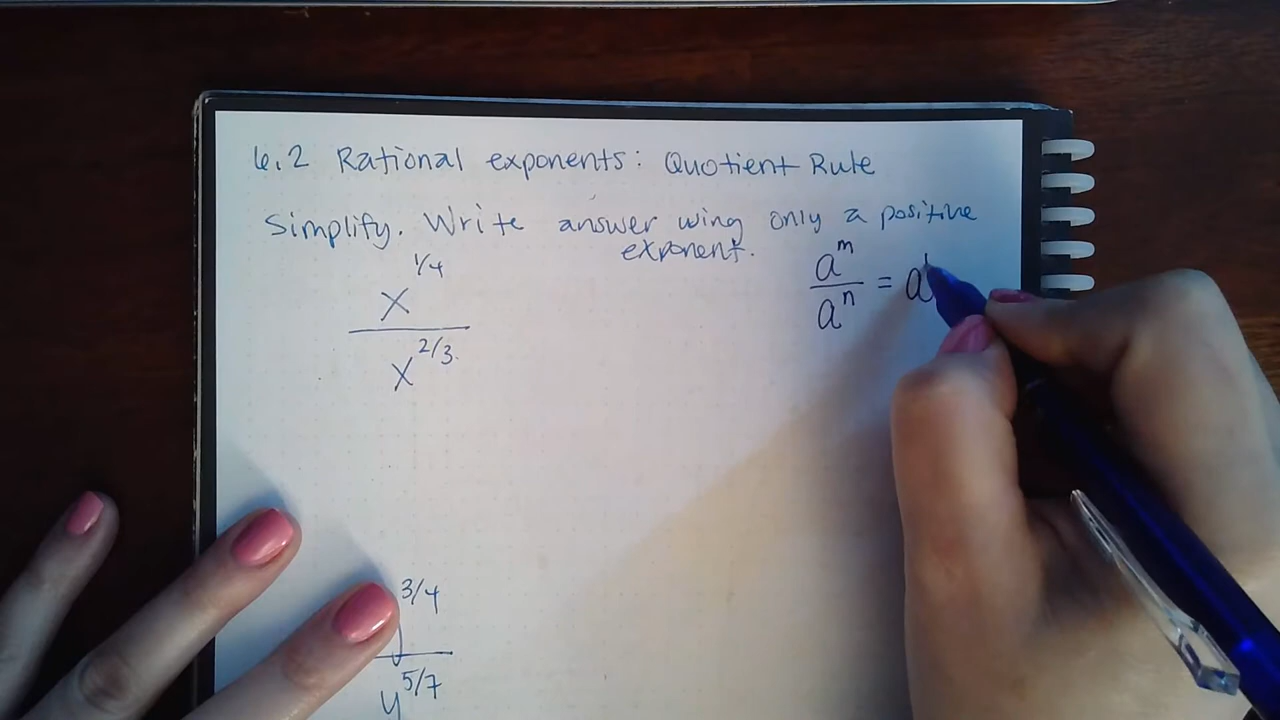 6.2 Rational exponents: Quotient Rule
Simplify. Write answer using only a positive
exponent.
x^1/4
x^2/3
a^m
a^n = a
y^3/4
y^5/7